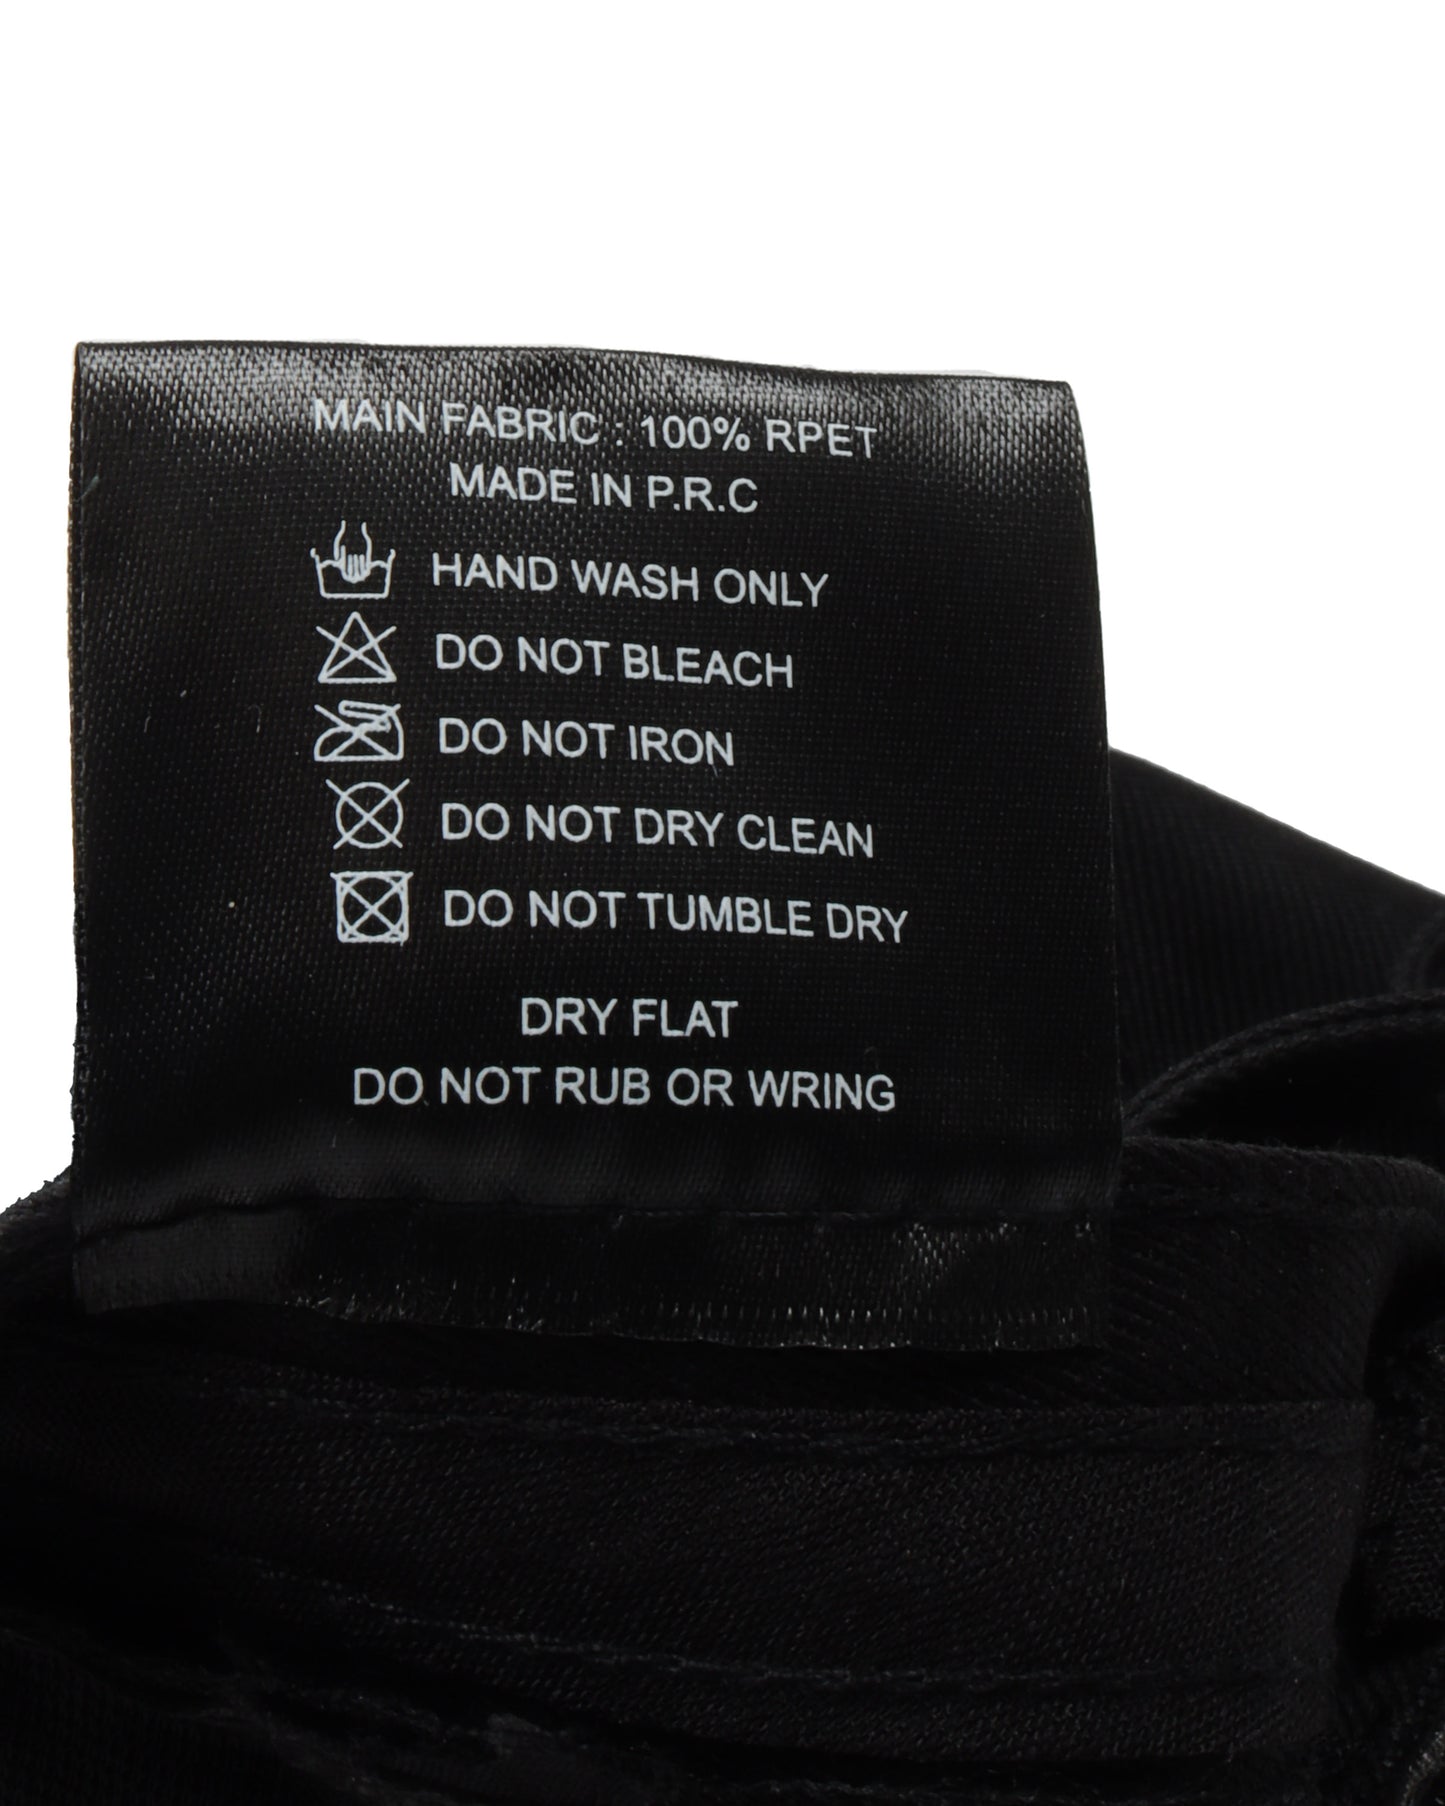 MAIN FABRIC : 100% RPET
MADE IN P.R.C
HAND WASH ONLY
DO NOT BLEACH
DO NOT IRON
DO NOT DRY CLEAN
DO NOT TUMBLE DRY
DRY FLAT
DO NOT RUB OR WRING